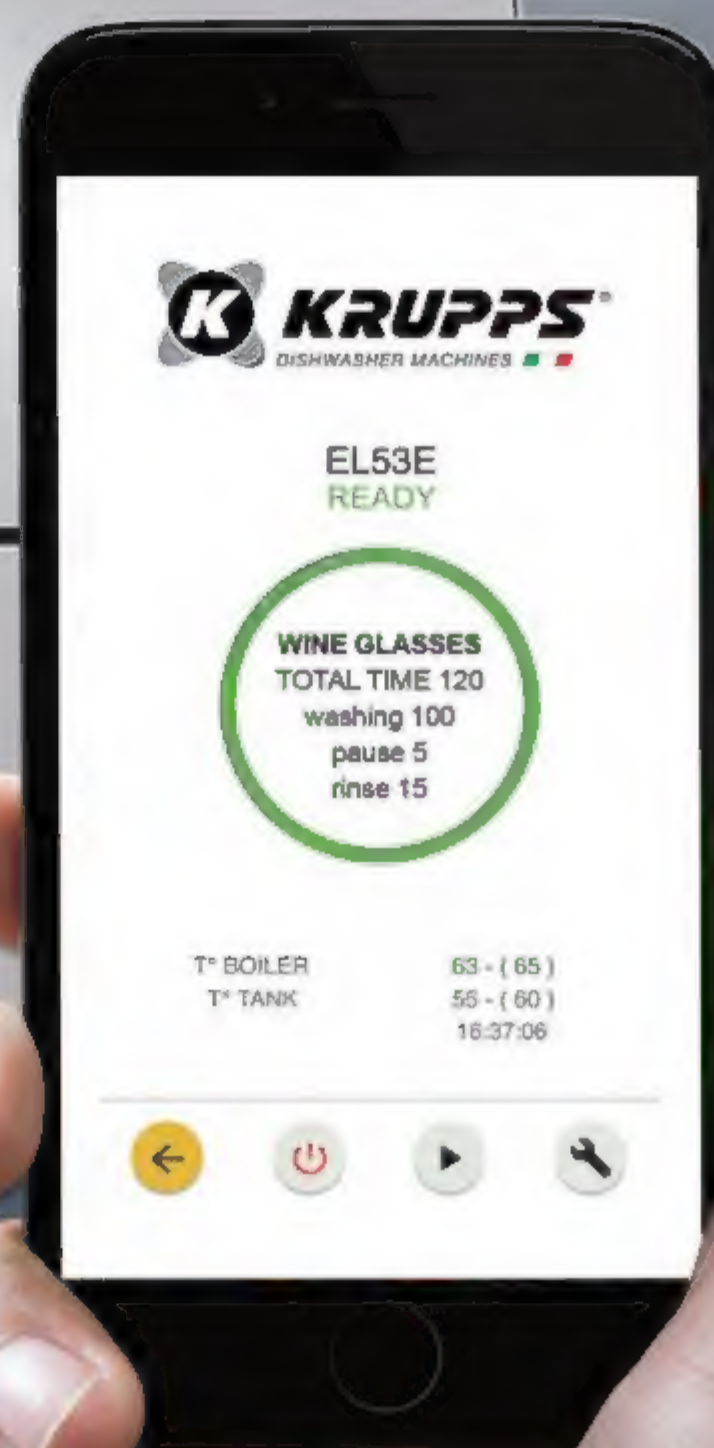 K KRUPPS®
DISHWASHER MACHINES
EL53E
READY
WINE GLASSES
TOTAL TIME 120
washing 100
pause 5
rinse 15
T° BOILER 63 - ( 65 )
T° TANK 55 - ( 60 )
16:37:06